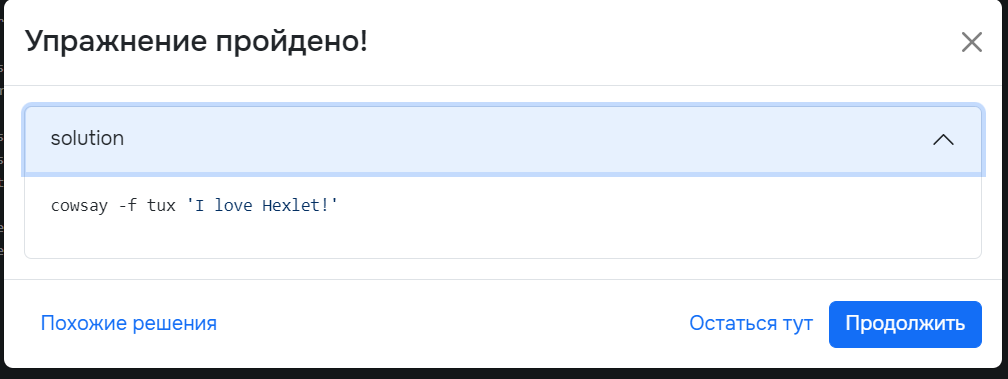 Упражнение пройдено!
solution
cowsay -f tux 'I love Hexlet!'
Похожие решения
Остаться тут
Продолжить